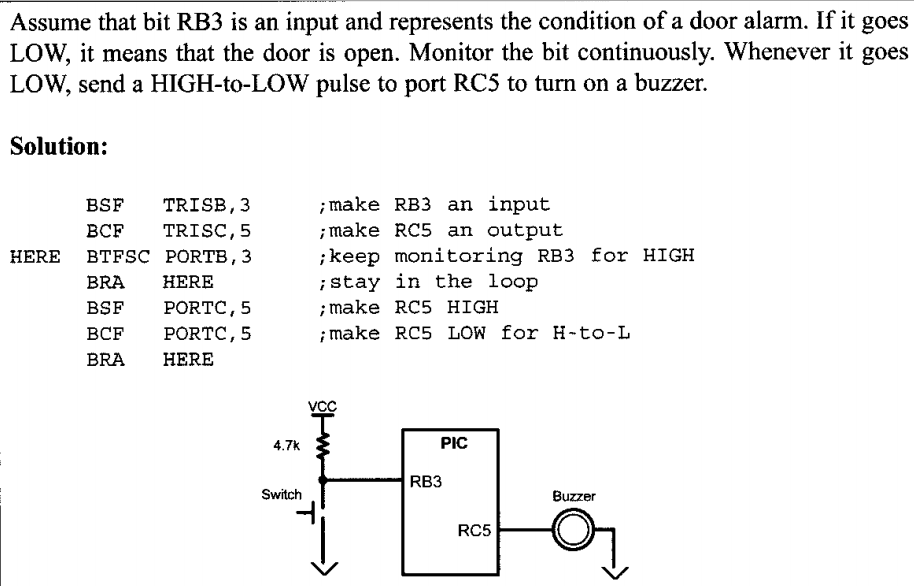 Assume that bit RB3 is an input and represents the condition of a door alarm. If it goes
LOW, it means that the door is open. Monitor the bit continuously. Whenever it goes
LOW, send a HIGH-to-LOW pulse to port RC5 to turn on a buzzer.
Solution:
BSF TRISB,3 ;make RB3 an input
BCF TRISC,5 ;make RC5 an output
HERE BTFSC PORTB,3 ;keep monitoring RB3 for HIGH
BRA HERE ;stay in the loop
BSF PORTC,5 ;make RC5 HIGH
BCF PORTC,5 ;make RC5 LOW for H-to-L
BRA HERE
VCC
4.7k
PIC
RB3
Switch
Buzzer
RC5